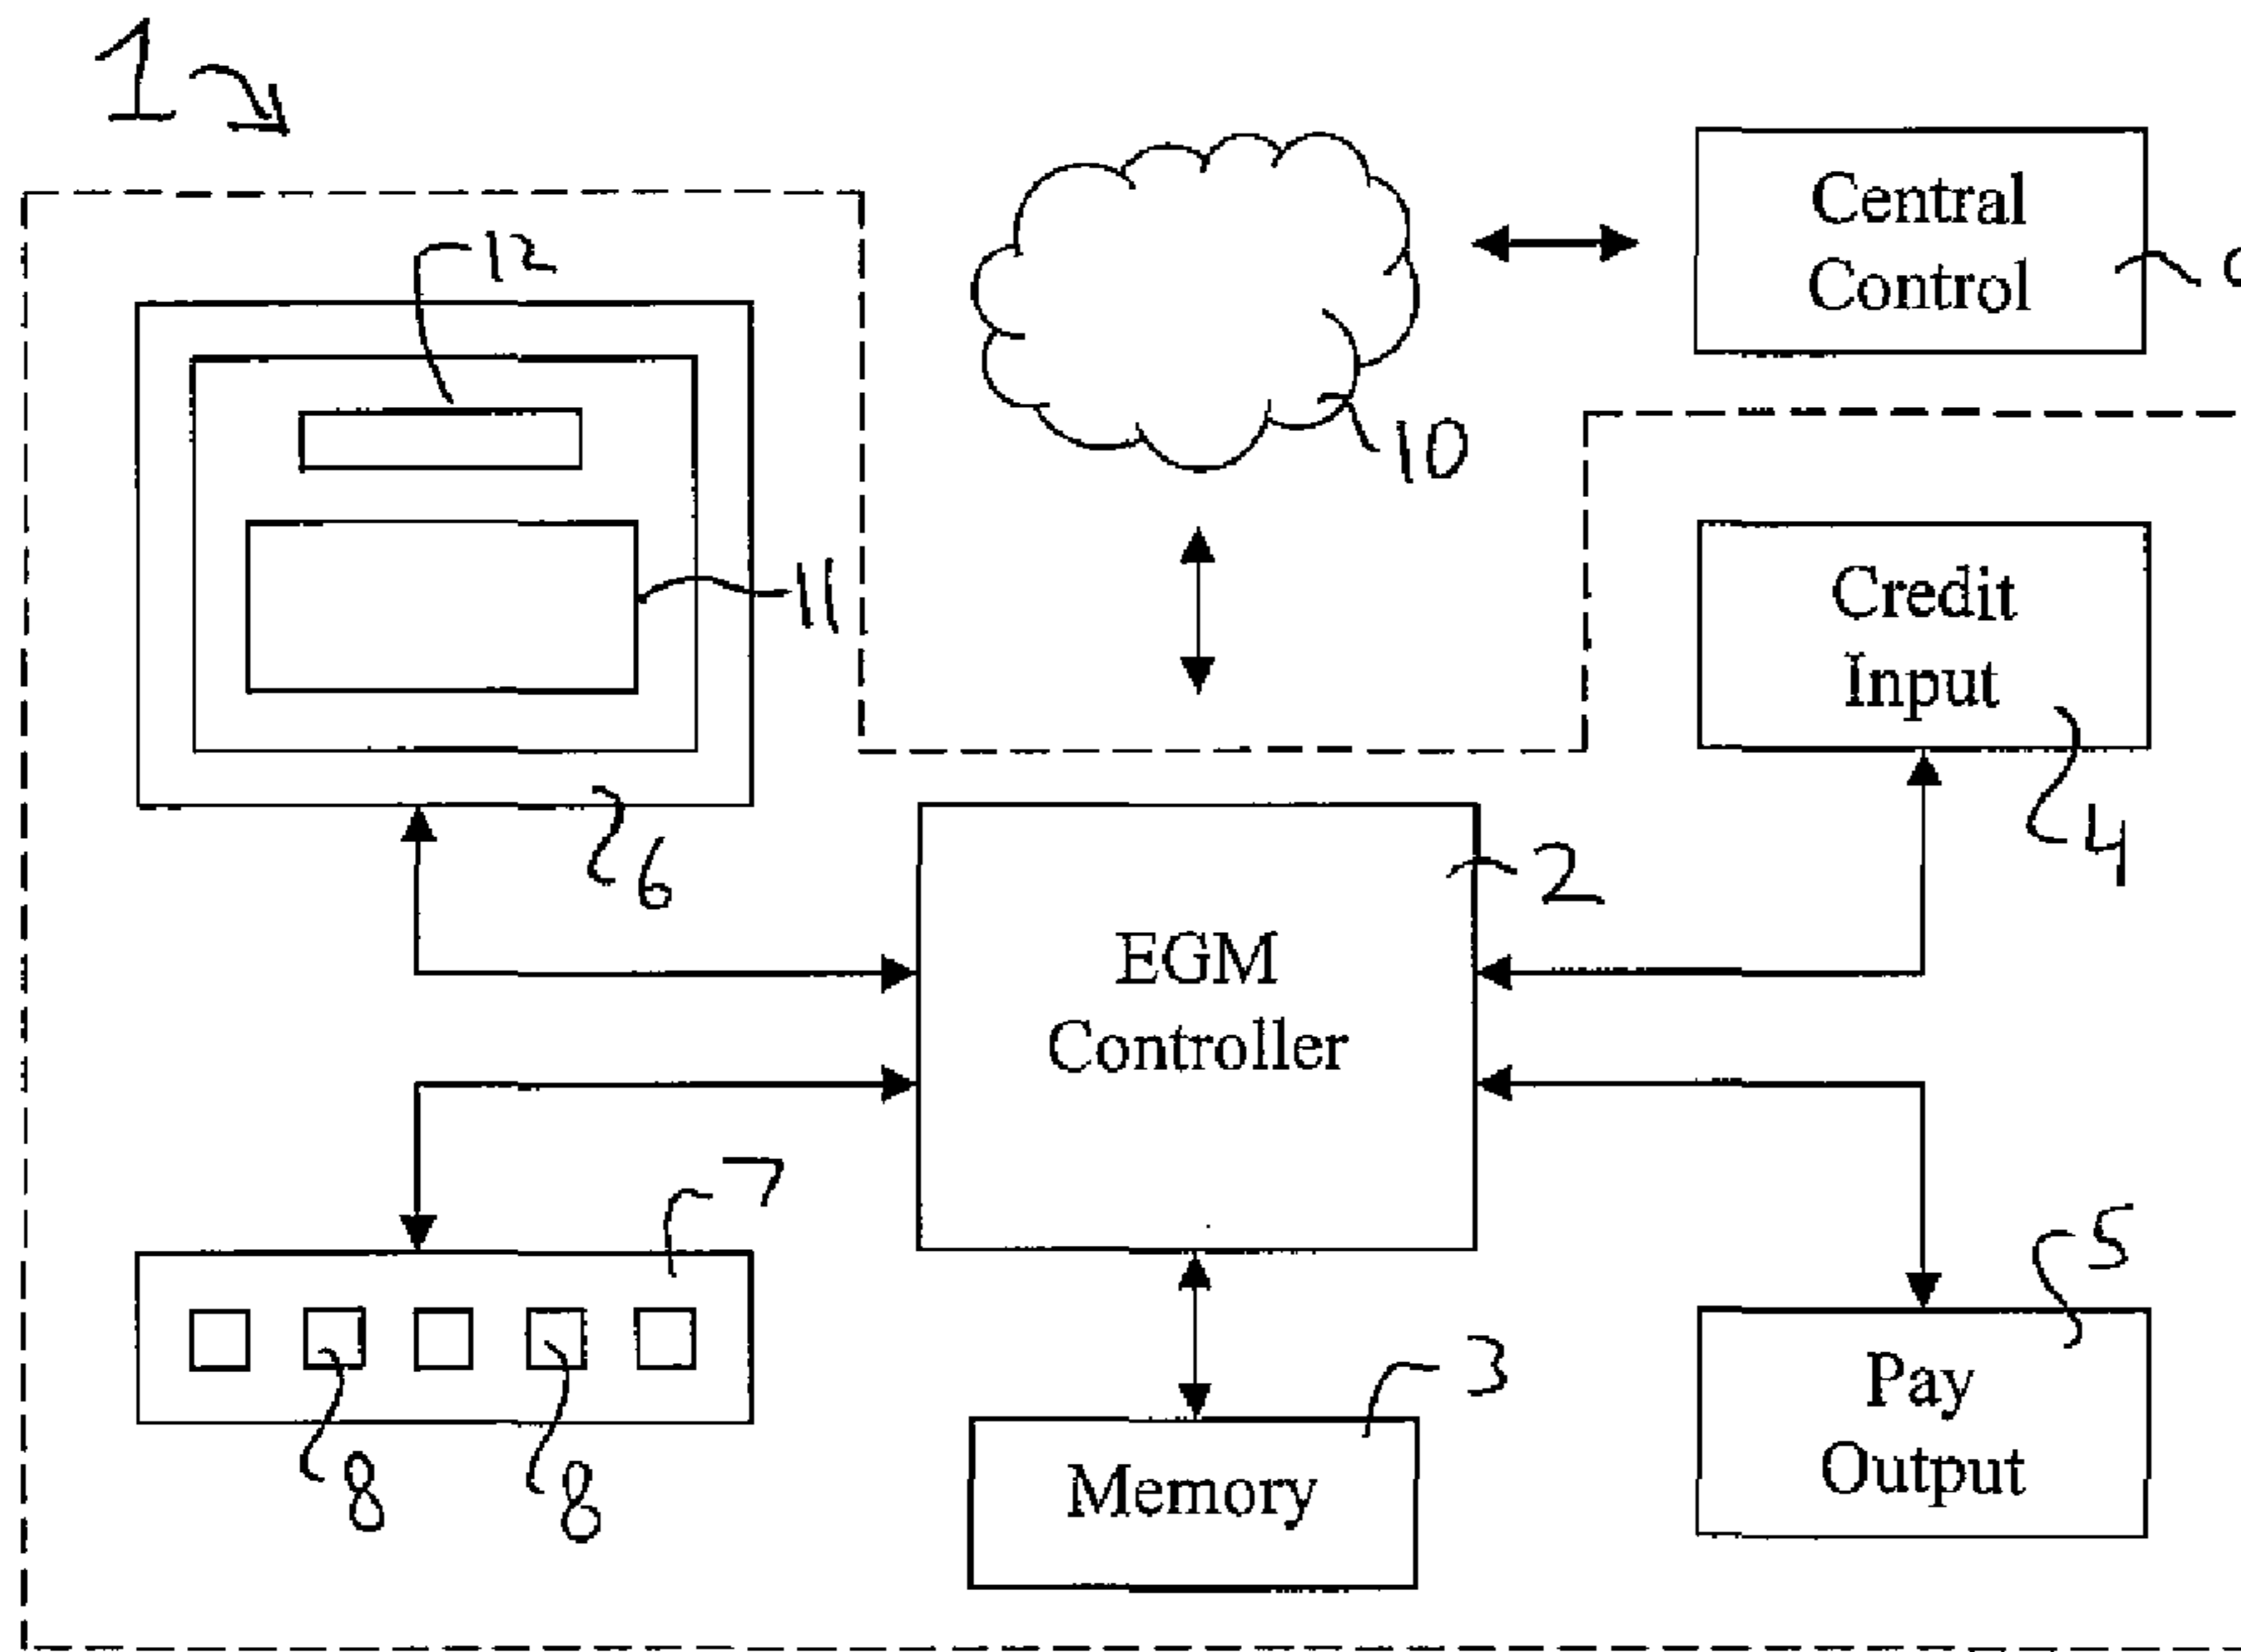 1
12
Central
Control
10
11
Credit
Input
4
6
2
EGM
Controller
7
5
3
Pay
Output
Memory
8
8